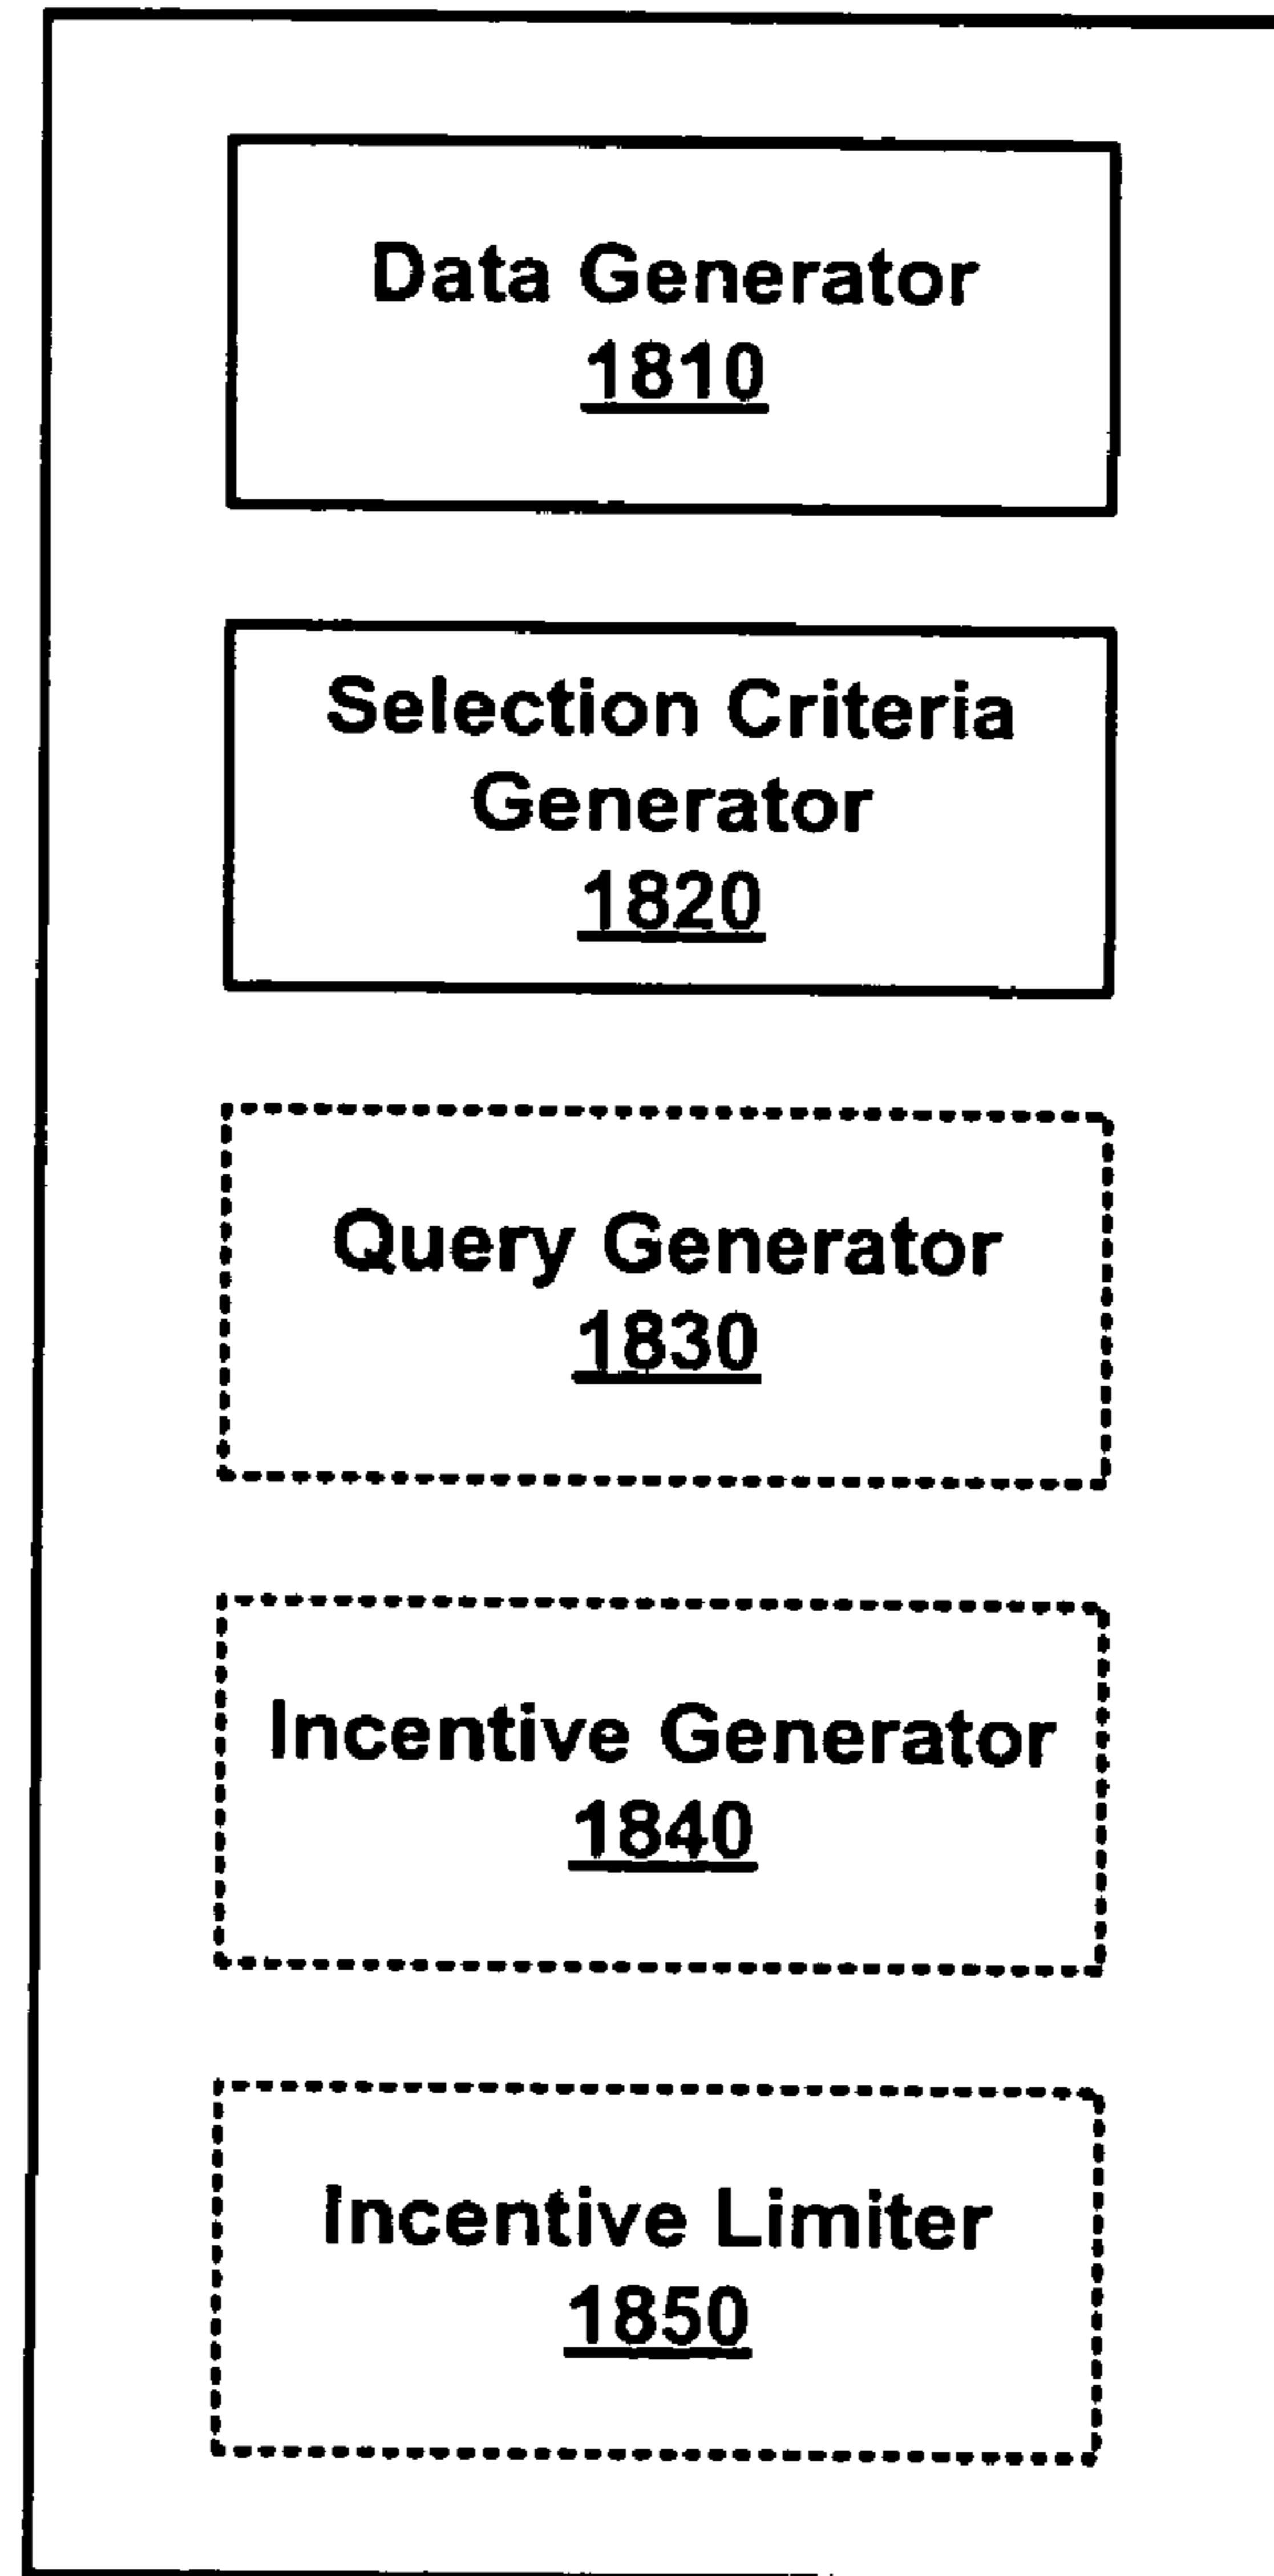 Data Generator
1810
Selection Criteria
Generator
1820
Query Generator
1830
Incentive Generator
1840
Incentive Limiter
1850